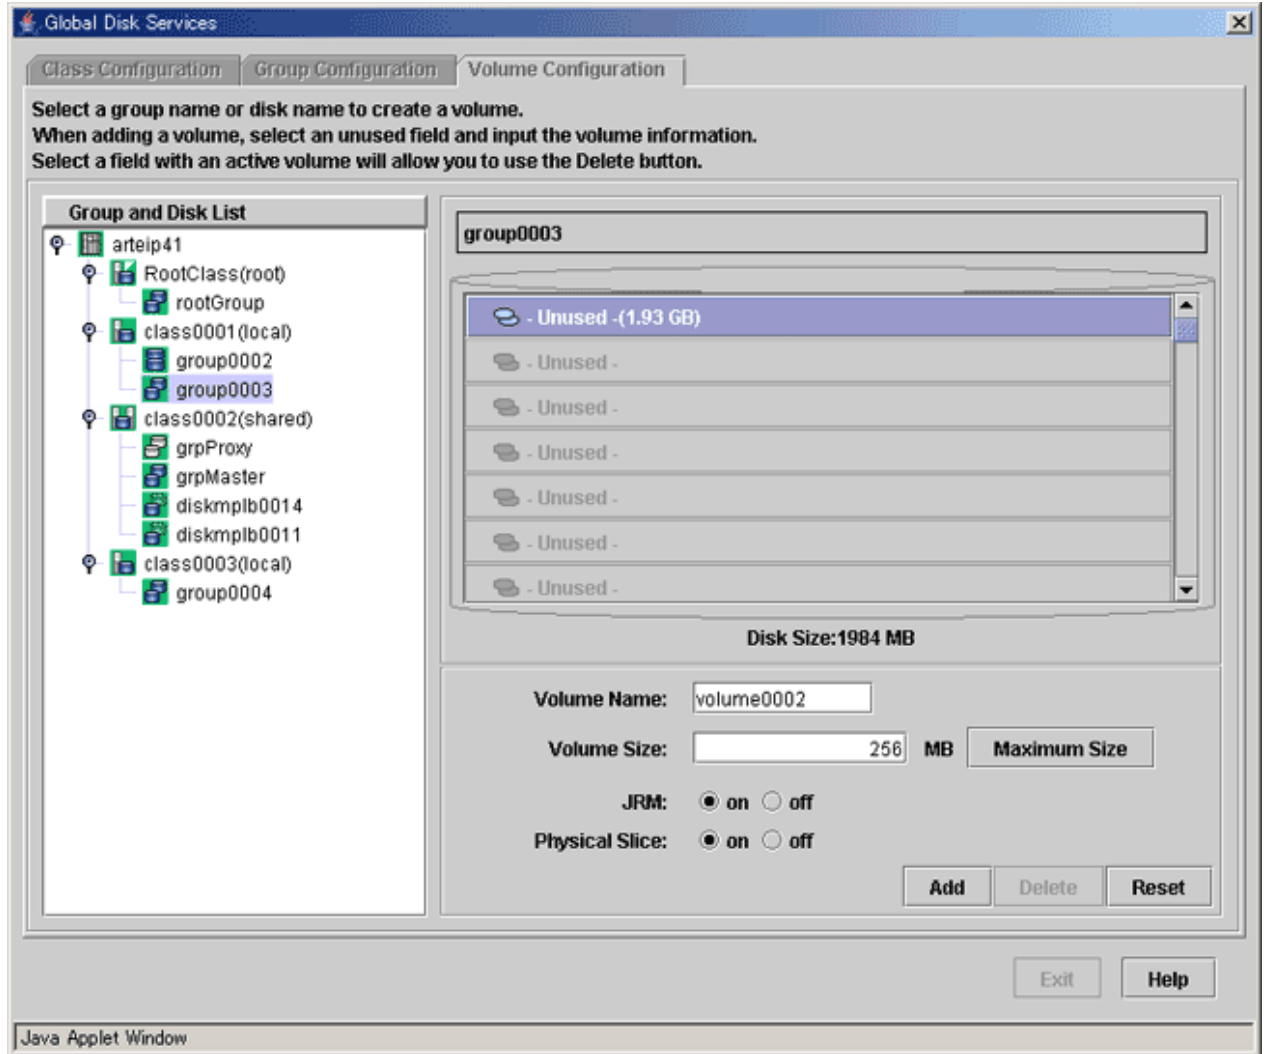 Global Disk Services
Class Configuration
Group Configuration
Volume Configuration
Select a group name or disk name to create a volume.
When adding a volume, select an unused field and input the volume information.
Select a field with an active volume will allow you to use the Delete button.
Group and Disk List
arteip41
RootClass(root)
rootGroup
class0001(local)
group0002
group0003
class0002(shared)
grpProxy
grpMaster
diskmplb0014
diskmplb0011
class0003(local)
group0004
group0003
- Unused -(1.93 GB)
- Unused -
- Unused -
- Unused -
- Unused -
- Unused -
- Unused -
Disk Size:1984 MB
Volume Name: volume0002
Volume Size: 256 MB Maximum Size
JRM: on off
Physical Slice: on off
Add Delete Reset
Exit Help
Java Applet Window